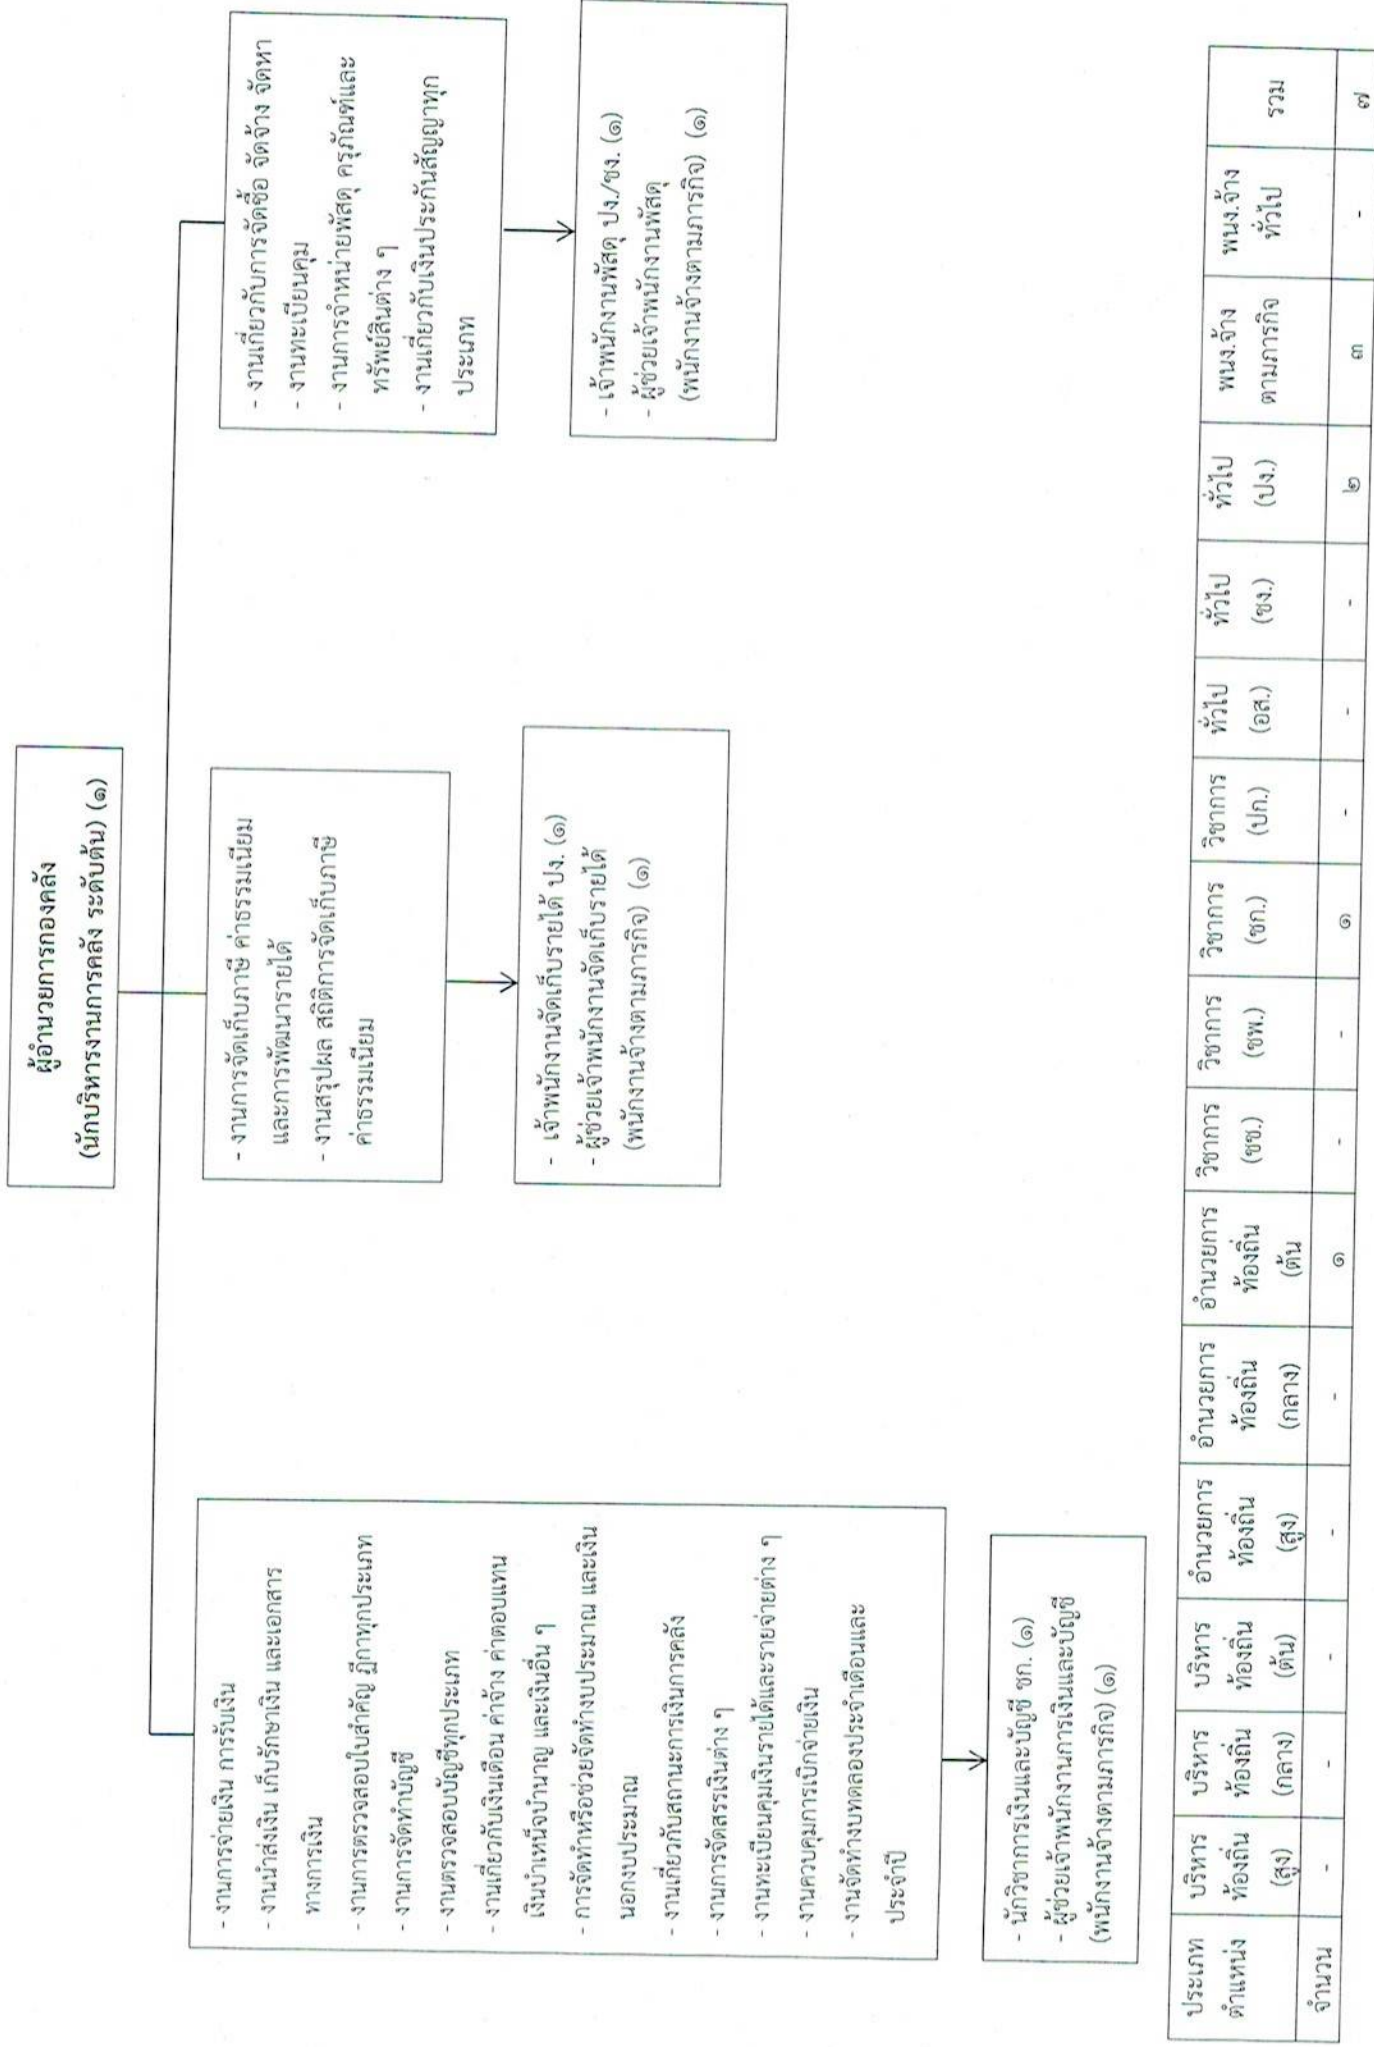 ผู้อำนวยการกองคลัง
(นักบริหารงานการคลัง ระดับต้น) (๑)
- งานการจ่ายเงิน การรับเงิน
- งานนำส่งเงิน เก็บรักษาเงิน และเอกสาร
ทางการเงิน
- งานการตรวจสอบใบสำคัญ ฎีกาทุกประเภท
- งานการจัดทำบัญชี
- งานตรวจสอบบัญชีทุกประเภท
- งานเกี่ยวกับเงินเดือน ค่าจ้าง ค่าตอบแทน
เงินบำเหน็จบำนาญ และเงินอื่น ๆ
- การจัดทำหรือช่วยจัดทำงบประมาณ และเงิน
นอกงบประมาณ
- งานเกี่ยวกับสถานะการเงินการคลัง
- งานการจัดสรรเงินต่าง ๆ
- งานทะเบียนคุมเงินรายได้และรายจ่ายต่าง ๆ
- งานควบคุมการเบิกจ่ายเงิน
- งานจัดทำงบทดลองประจำเดือนและ
ประจำปี
- นักวิชาการเงินและบัญชี ชก. (๑)
- ผู้ช่วยเจ้าพนักงานการเงินและบัญชี
(พนักงานจ้างตามภารกิจ) (๑)
- งานการจัดเก็บภาษี ค่าธรรมเนียม
และการพัฒนารายได้
- งานสรุปผล สถิติการจัดเก็บภาษี
ค่าธรรมเนียม
- เจ้าพนักงานจัดเก็บรายได้ ปง. (๑)
- ผู้ช่วยเจ้าพนักงานจัดเก็บรายได้
(พนักงานจ้างตามภารกิจ) (๑)
- งานเกี่ยวกับการจัดซื้อ จัดจ้าง จัดหา
- งานทะเบียนคุม
- งานการจำหน่ายพัสดุ ครุภัณฑ์และ
ทรัพย์สินต่าง ๆ
- งานเกี่ยวกับเงินประกันสัญญาทุก
ประเภท
- เจ้าพนักงานพัสดุ ปง./ชง. (๑)
- ผู้ช่วยเจ้าพนักงานพัสดุ
(พนักงานจ้างตามภารกิจ) (๑)
ประเภท บริหาร บริหาร บริหาร อำนวยการ อำนวยการ อำนวยการ วิชาการ วิชาการ วิชาการ วิชาการ ทั่วไป ทั่วไป ทั่วไป พนง.จ้าง พนง.จ้าง รวม
ตำแหน่ง ท้องถิ่น ท้องถิ่น ท้องถิ่น ท้องถิ่น ท้องถิ่น ท้องถิ่น (ชช.) (ชพ.) (ชก.) (ปก.) (อส.) (ชง.) (ปง.) ตามภารกิจ ทั่วไป
(สูง) (กลาง) (ต้น) (สูง) (กลาง) (ต้น
จำนวน - - - - - ๑ - - ๑ - - - ๒ ๓ - ๗